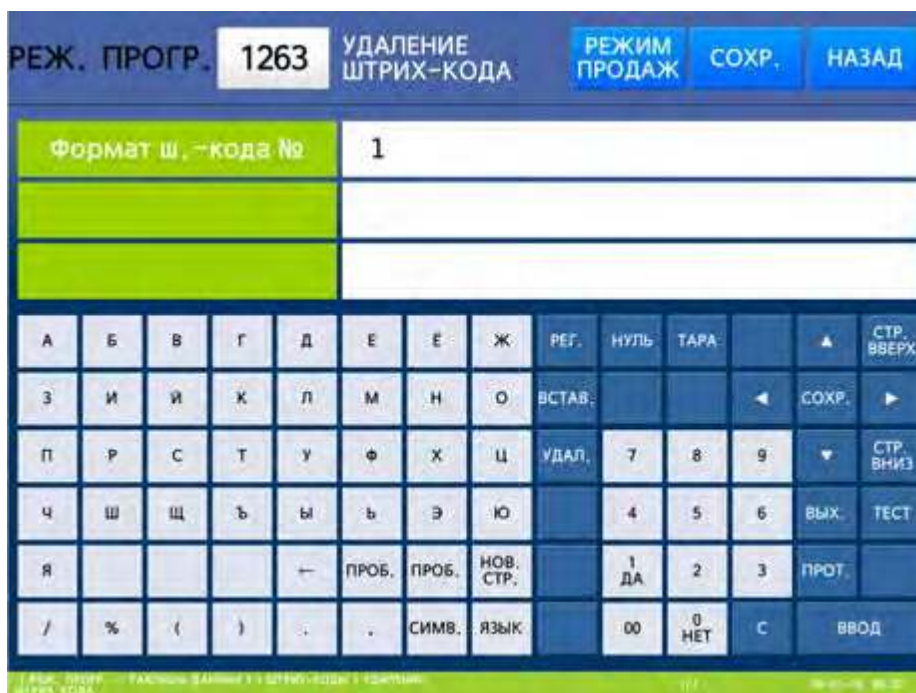 РЕЖ. ПРОГР. 1263 УДАЛЕНИЕ ШТРИХ-КОДА РЕЖИМ ПРОДАЖ СОХР. НАЗАД
Формат ш.-кода № 1
А Б В Г Д Е Ё Ж РЕГ. НУЛЬ ТАРА ▲ СТР. ВВЕРХ
З И Й К Л М Н О ВСТАВ. ◄ СОХР. ►
П Р С Т У Ф Х Ц УДАЛ. 7 8 9 ▼ СТР. ВНИЗ
Ч Ш Щ Ъ Ы Ь Э Ю 4 5 6 ВЫХ. ТЕСТ
Я ← ПРОБ. ПРОБ. НОВ. СТР. 1 ДА 2 3 ПРОТ.
/ % ( ) . , СИМВ. ЯЗЫК 00 0 НЕТ С ВВОД